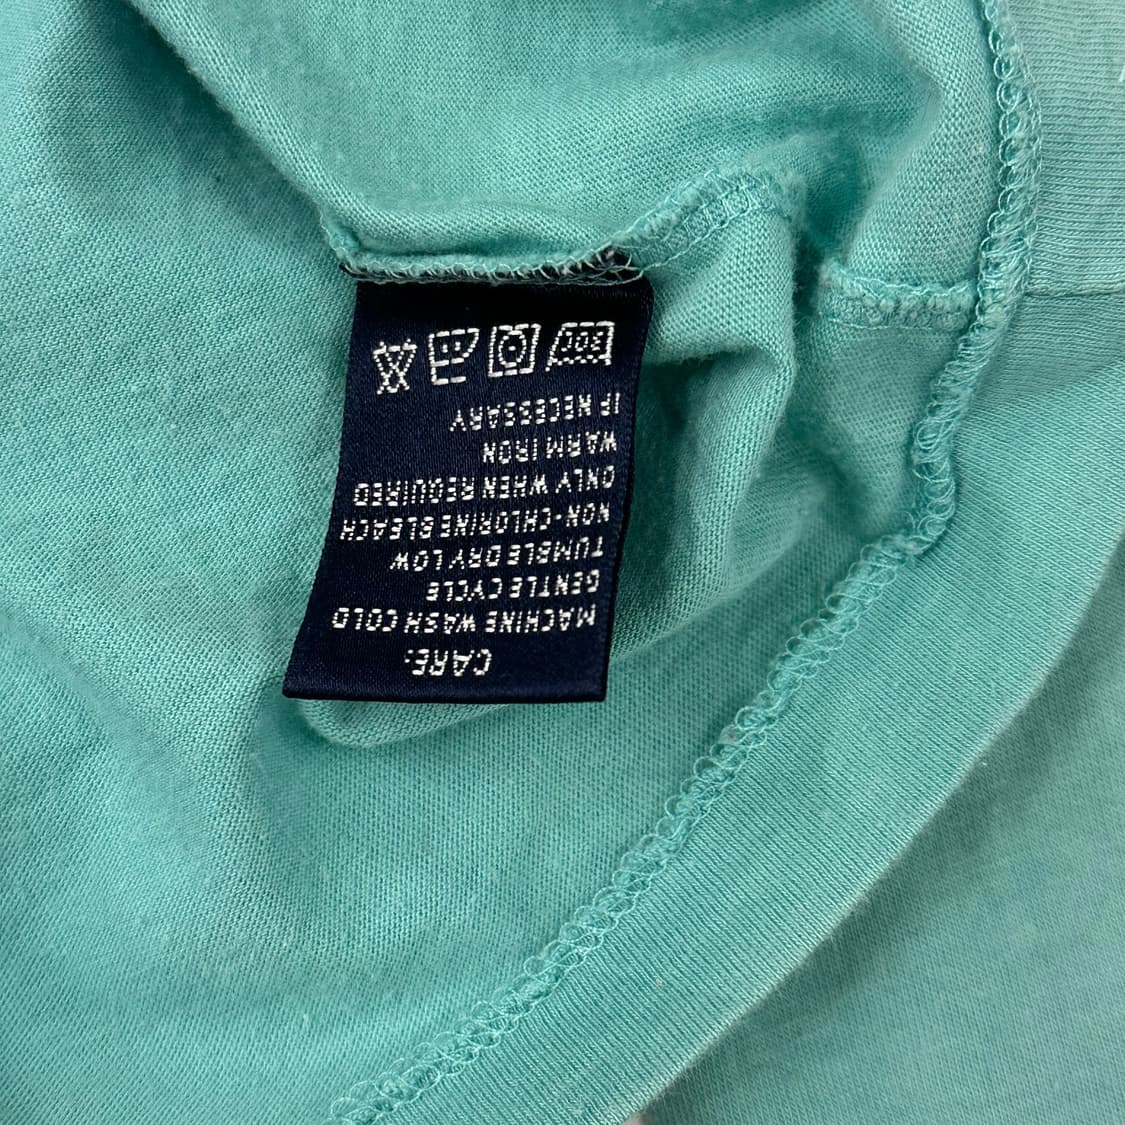 CARE:
MACHINE WASH COLD
GENTLE CYCLE
TUMBLE DRY LOW
NON-CHLORINE BLEACH
ONLY WHEN REQUIRED
WARM IRON
IF NECESSARY
30C